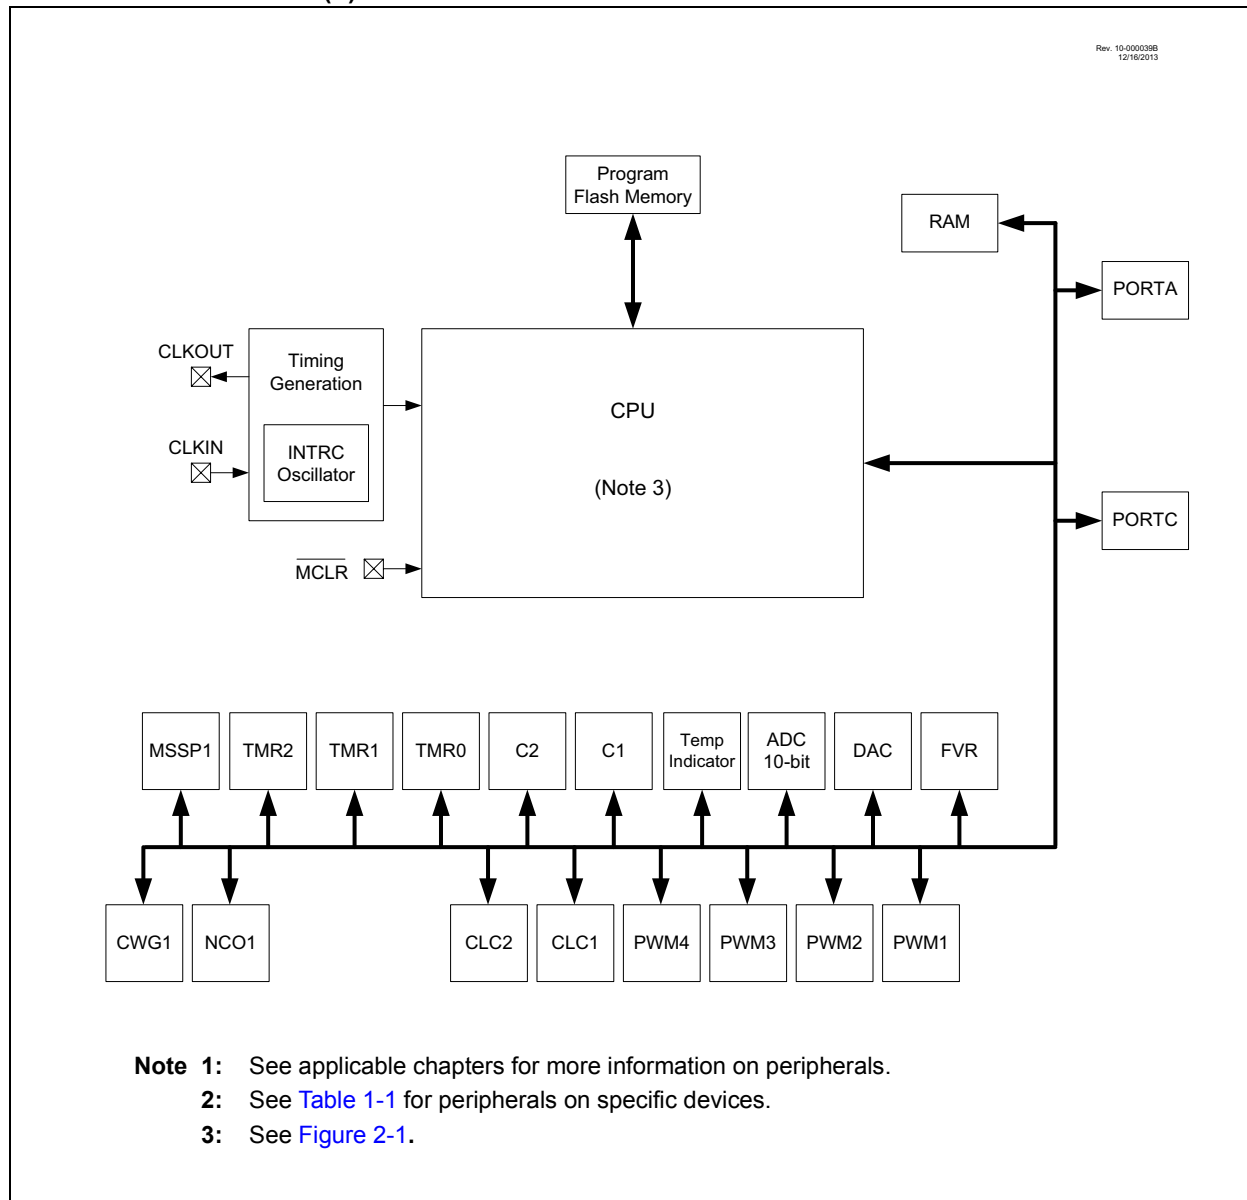 Rev. 10-000039B
12/16/2013
Program
Flash Memory
RAM
PORTA
CLKOUT
Timing
Generation
CPU
CLKIN
INTRC
Oscillator
(Note 3)
PORTC
MCLR
MSSP1
TMR2
TMR1
TMR0
C2
C1
Temp
Indicator
ADC
10-bit
DAC
FVR
CWG1
NCO1
CLC2
CLC1
PWM4
PWM3
PWM2
PWM1
Note 1: See applicable chapters for more information on peripherals.
2: See Table 1-1 for peripherals on specific devices.
3: See Figure 2-1.